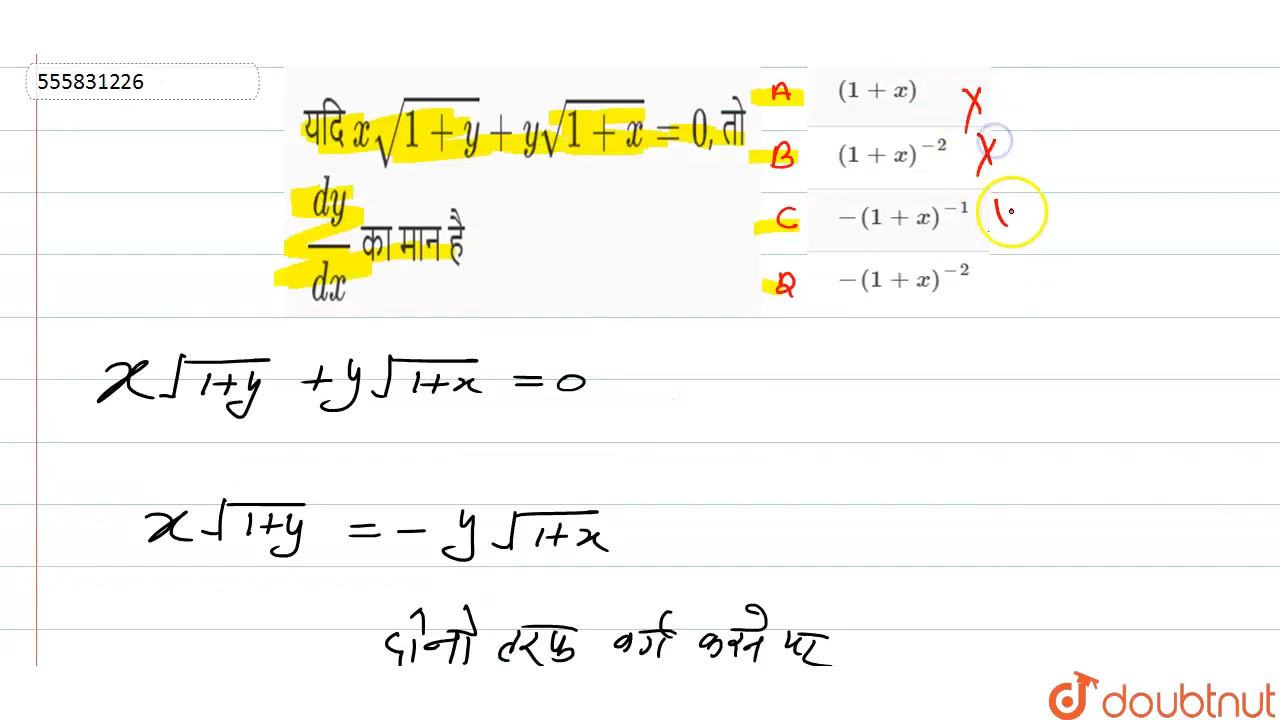 555831226
यदि x√(1+y) + y√(1+x) = 0, तो
dy/dx का मान है
A (1 + x) X
B (1 + x)^−2 X
C −(1 + x)^−1
D −(1 + x)^−2
x√(1+y) + y√(1+x) = 0
x√(1+y) = − y√(1+x)
दोनो तरफ वर्ग करने पर
doubtnut